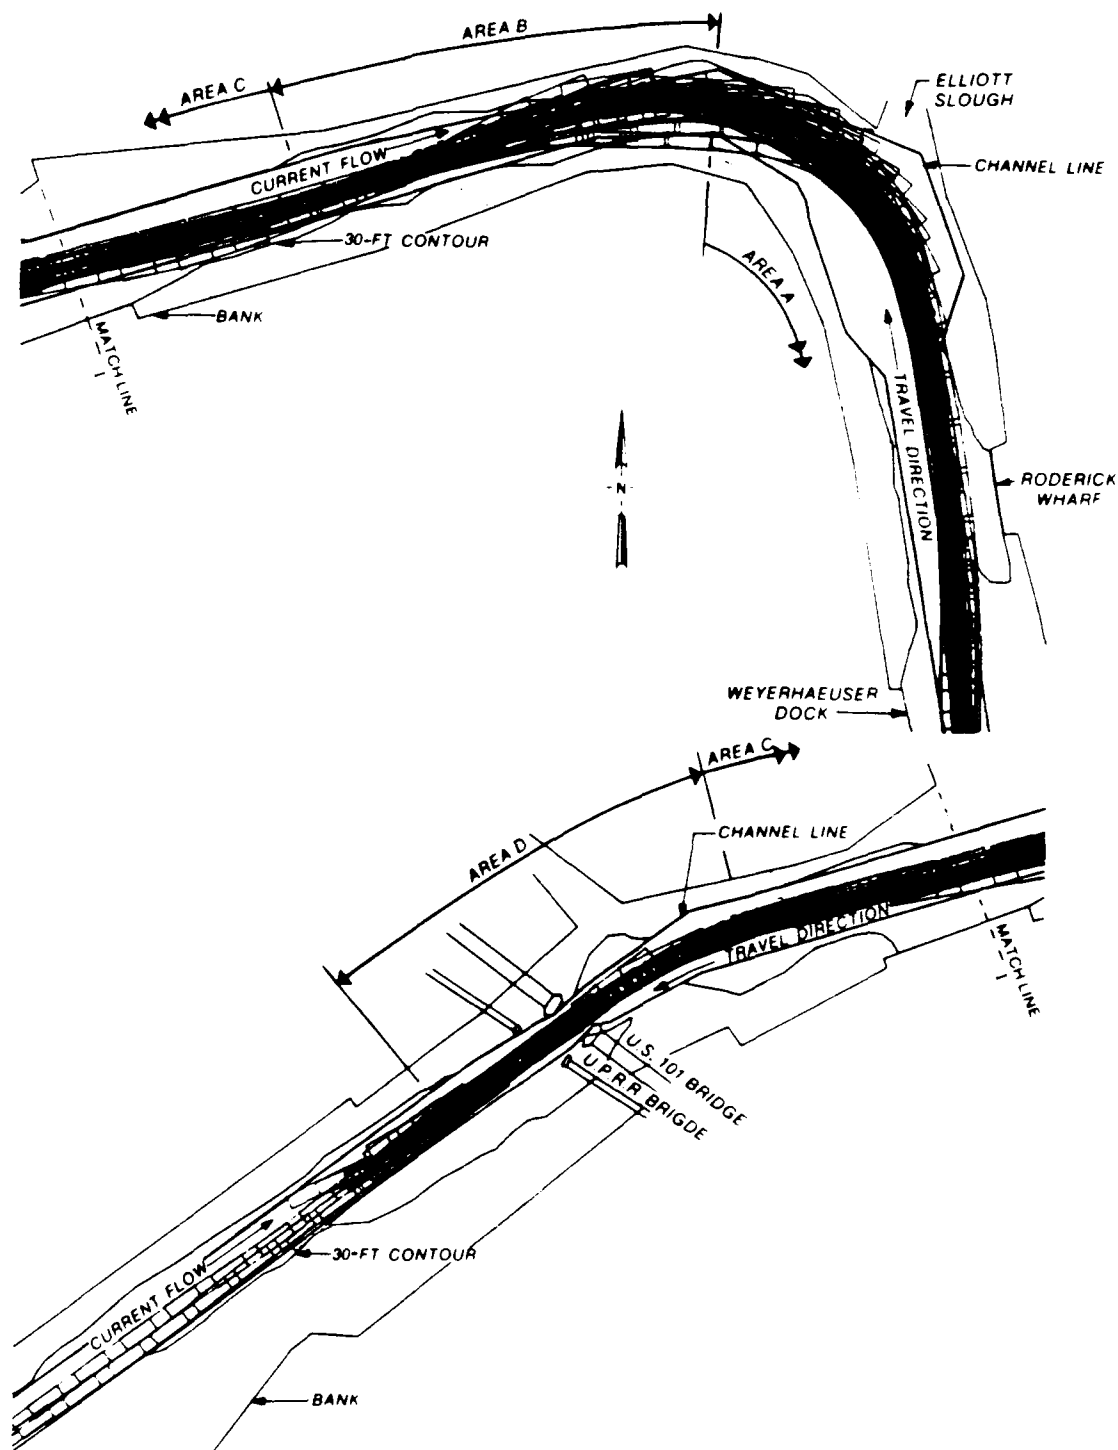 AREA B
AREA C
ELLIOTT
SLOUGH
CHANNEL LINE
CURRENT FLOW
30-FT CONTOUR
AREA A
BANK
MATCH LINE
1
TRAVEL DIRECTION
N
RODERICK
WHARF
WEYERHAEUSER
DOCK
AREA C
CHANNEL LINE
AREA D
TRAVEL DIRECTION
MATCH LINE
1
U.S. 101 BRIDGE
U.P.R.R BRIGDE
30-FT CONTOUR
CURRENT FLOW
BANK